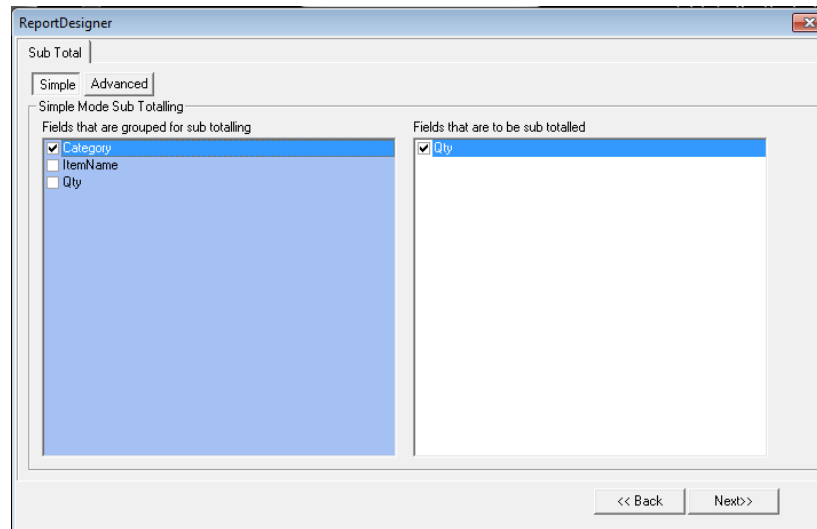 ReportDesigner
Sub Total
Simple Advanced
Simple Mode Sub Totalling
Fields that are grouped for sub totalling
Category
ItemName
Qty
Fields that are to be sub totalled
Qty
<< Back Next>>